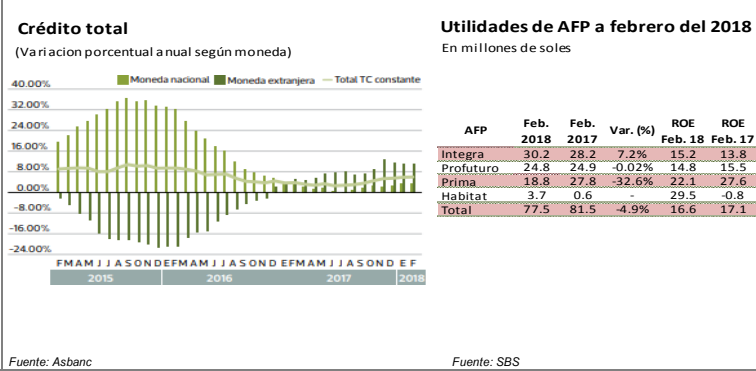 Crédito total
(Variacion porcentual anual según moneda)
Moneda nacional Moneda extranjera Total TC constante
40.00%
32.00%
24.00%
16.00%
8.00%
0.00%
-8.00%
-16.00%
-24.00%
F M A M J J A S O N D E F M A M J J A S O N D E F M A M J J A S O N D E F
2015 2016 2017 2018
Fuente: Asbanc
Utilidades de AFP a febrero del 2018
En millones de soles
AFP Feb. 2018 Feb. 2017 Var. (%) ROE Feb. 18 ROE Feb. 17
Integra 30.2 28.2 7.2% 15.2 13.8
Profuturo 24.8 24.9 -0.02% 14.8 15.5
Prima 18.8 27.8 -32.6% 22.1 27.6
Habitat 3.7 0.6 - 29.5 -0.8
Total 77.5 81.5 -4.9% 16.6 17.1
Fuente: SBS